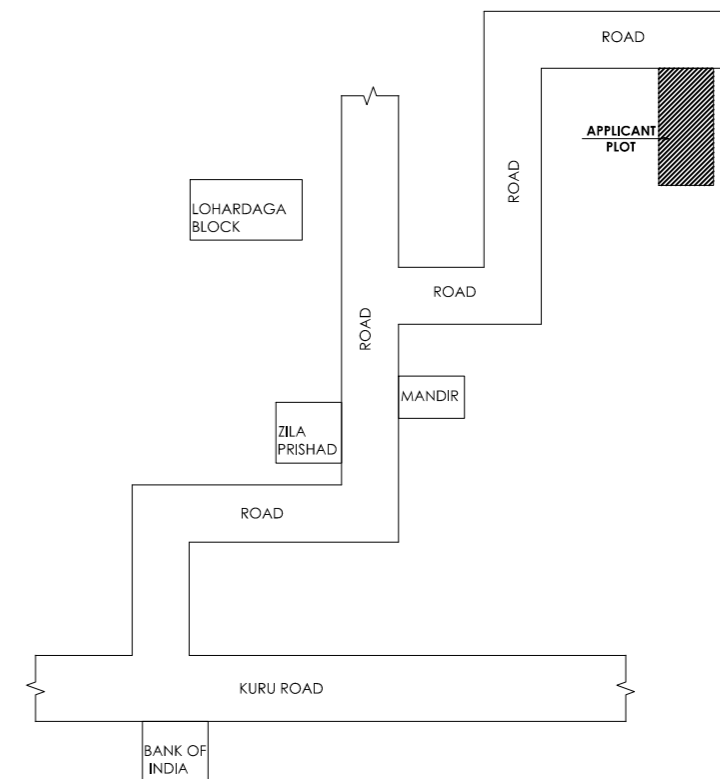 ROAD
APPLICANT
PLOT
ROAD
LOHARDAGA
BLOCK
ROAD
ROAD
MANDIR
ZILA
PRISHAD
ROAD
KURU ROAD
BANK OF
INDIA